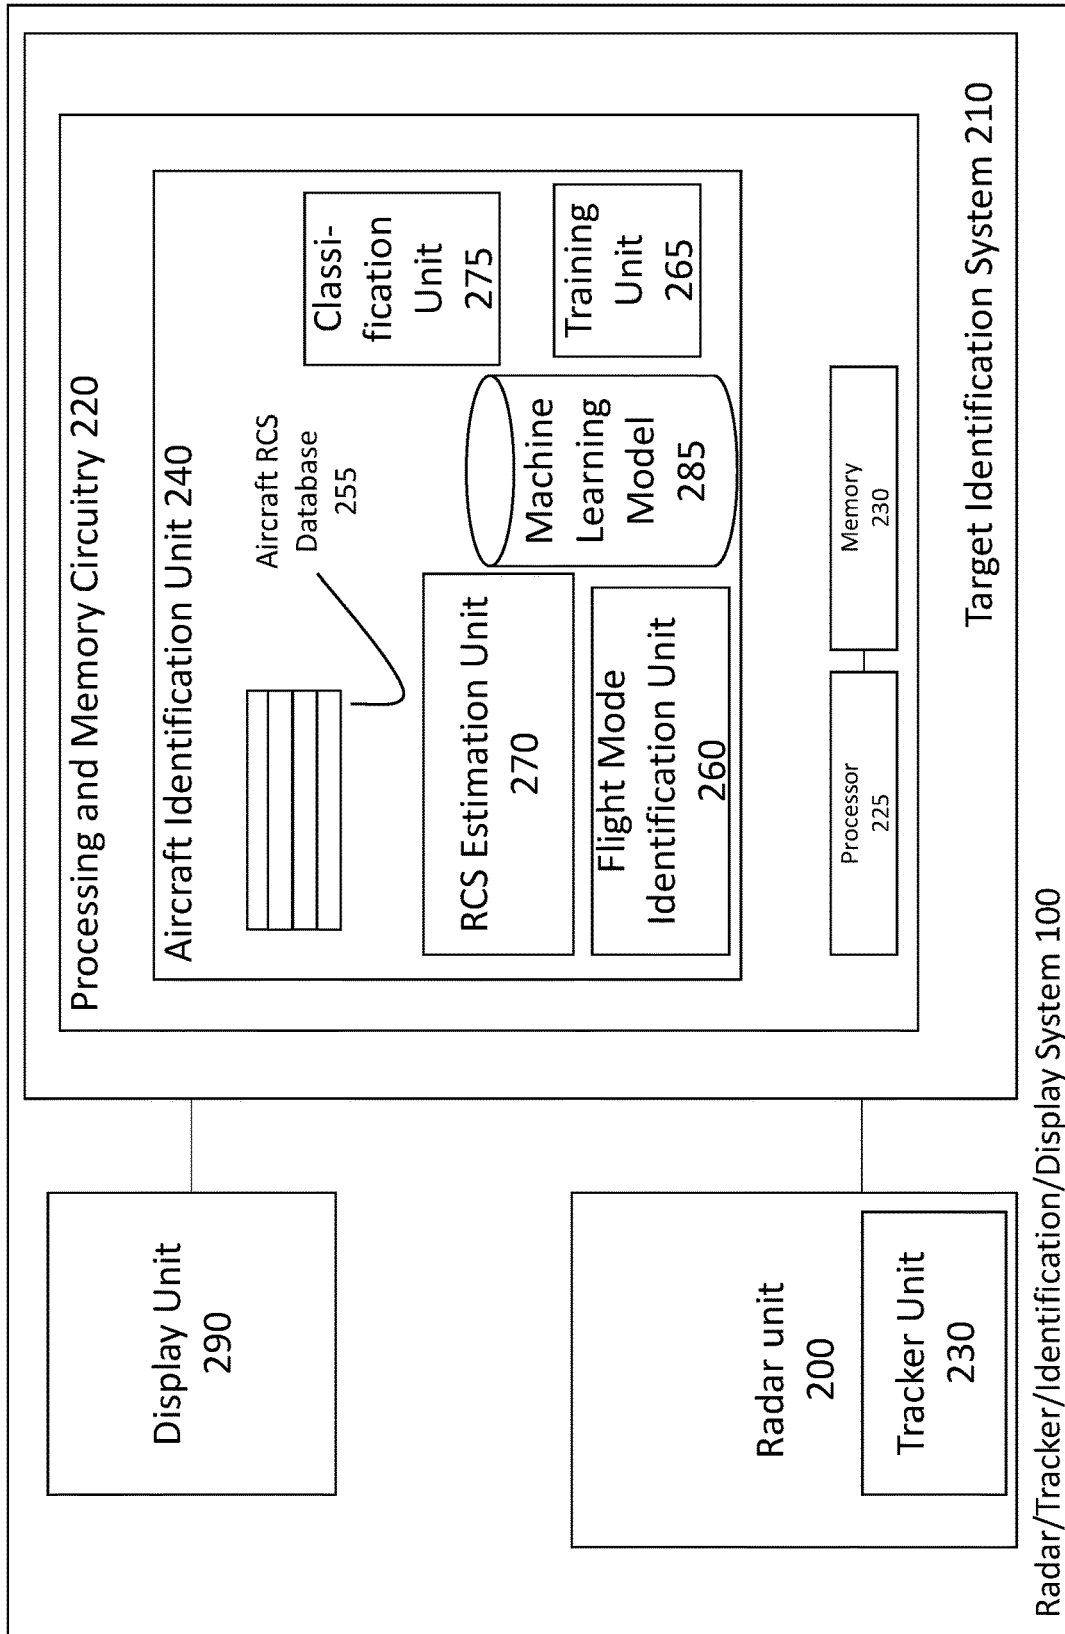 Display Unit
290
Radar unit
200
Tracker Unit
230
Processing and Memory Circuitry 220
Aircraft Identification Unit 240
Aircraft RCS
Database
255
RCS Estimation Unit
270
Flight Mode
Identification Unit
260
Machine
Learning
Model
285
Classi-
fication
Unit
275
Training
Unit
265
Processor
225
Memory
230
Target Identification System 210
Radar/Tracker/Identification/Display System 100